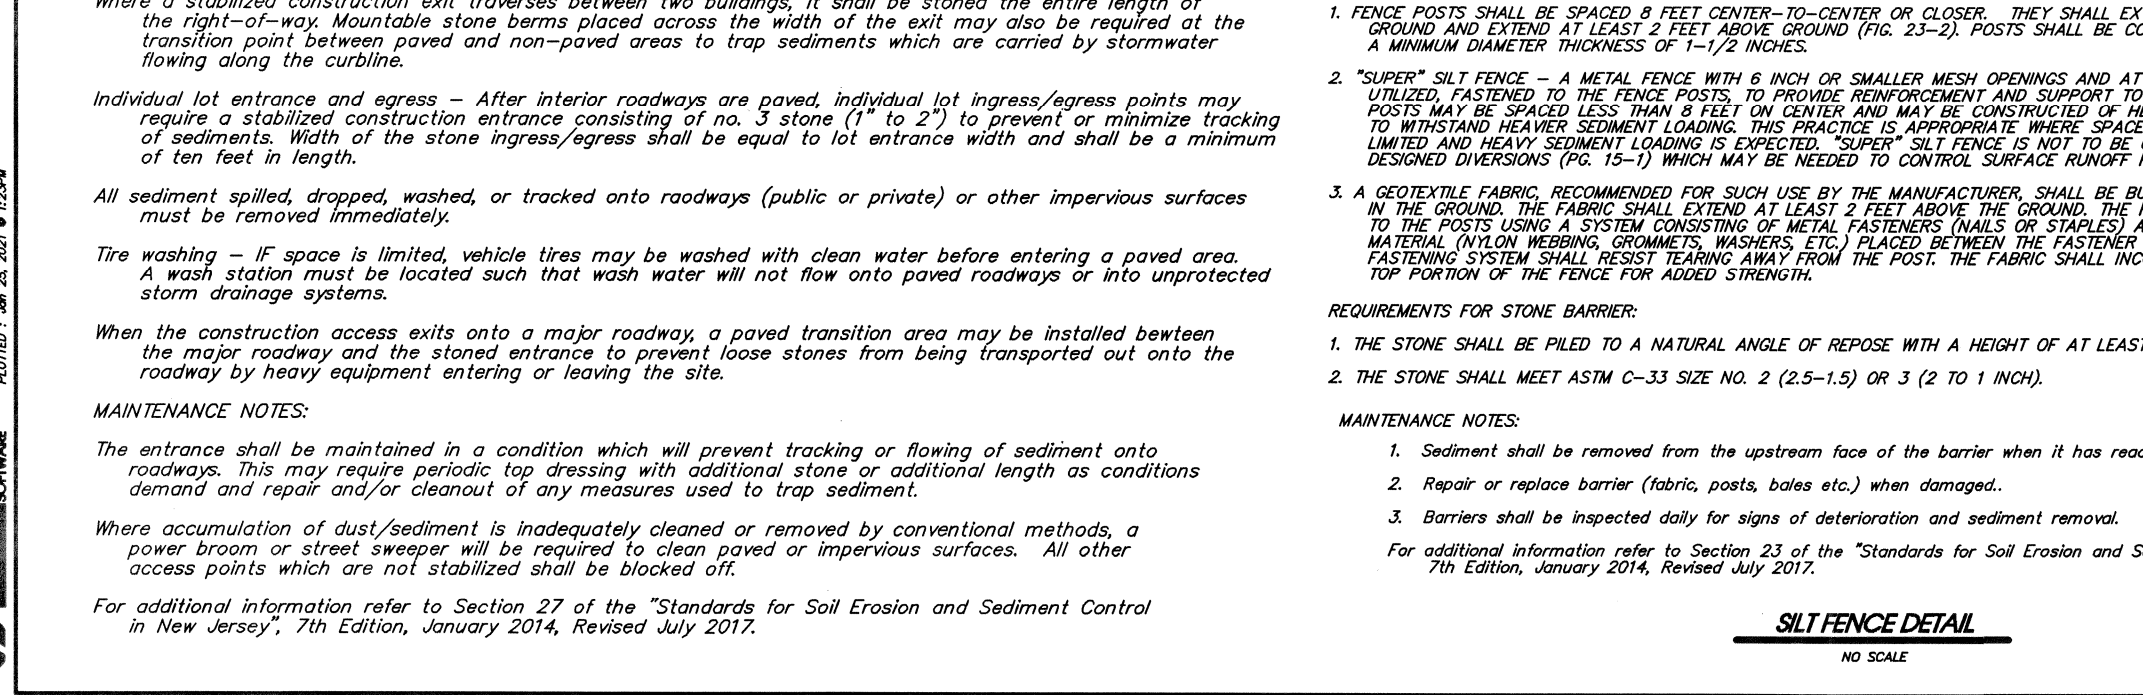 Where a stabilized construction exit traverses between two buildings, it shall be stoned the entire length of
the right-of-way. Mountable stone berms placed across the width of the exit may also be required at the
transition point between paved and non-paved areas to trap sediments which are carried by stormwater
flowing along the curbline.
Individual lot entrance and egress – After interior roadways are paved, individual lot ingress/egress points may
require a stabilized construction entrance consisting of no. 3 stone (1" to 2") to prevent or minimize tracking
of sediments. Width of the stone ingress/egress shall be equal to lot entrance width and shall be a minimum
of ten feet in length.
All sediment spilled, dropped, washed, or tracked onto raodways (public or private) or other impervious surfaces
must be removed immediately.
Tire washing – IF space is limited, vehicle tires may be washed with clean water before entering a paved area.
A wash station must be located such that wash water will not flow onto paved roadways or into unprotected
storm drainage systems.
When the construction access exits onto a major roadway, a paved transition area may be installed bewteen
the major roadway and the stoned entrance to prevent loose stones from being transported out onto the
roadway by heavy equipment entering or leaving the site.
MAINTENANCE NOTES:
The entrance shall be maintained in a condition which will prevent tracking or flowing of sediment onto
roadways. This may require periodic top dressing with additional stone or additional length as conditions
demand and repair and/or cleanout of any measures used to trap sediment.
Where accumulation of dust/sediment is inadequately cleaned or removed by conventional methods, a
power broom or street sweeper will be required to clean paved or impervious surfaces. All other
access points which are not stabilized shall be blocked off.
For additional information refer to Section 27 of the "Standards for Soil Erosion and Sediment Control
in New Jersey", 7th Edition, January 2014, Revised July 2017.
1. FENCE POSTS SHALL BE SPACED 8 FEET CENTER-TO-CENTER OR CLOSER. THEY SHALL
GROUND AND EXTEND AT LEAST 2 FEET ABOVE GROUND (FIG. 23-2). POSTS SHALL BE
A MINIMUM DIAMETER THICKNESS OF 1-1/2 INCHES.
2. "SUPER" SILT FENCE – A METAL FENCE WITH 6 INCH OR SMALLER MESH OPENINGS AND AT
UTILIZED, FASTENED TO THE FENCE POSTS, TO PROVIDE REINFORCEMENT AND SUPPORT TO
POSTS MAY BE SPACED LESS THAN 8 FEET ON CENTER AND MAY BE CONSTRUCTED OF
TO WITHSTAND HEAVIER SEDIMENT LOADING. THIS PRACTICE IS APPROPRIATE WHERE SPACE
LIMITED AND HEAVY SEDIMENT LOADING IS EXPECTED. "SUPER" SILT FENCE IS NOT TO BE
DESIGNED DIVERSIONS (PG. 15-1) WHICH MAY BE NEEDED TO CONTROL SURFACE RUNOFF
3. A GEOTEXTILE FABRIC, RECOMMENDED FOR SUCH USE BY THE MANUFACTURER, SHALL BE
IN THE GROUND. THE FABRIC SHALL EXTEND AT LEAST 2 FEET ABOVE THE GROUND. THE
TO THE POSTS USING A SYSTEM CONSISTING OF METAL FASTENERS (NAILS OR STAPLES)
MATERIAL (NYLON WEBBING, GROMMETS, WASHERS, ETC.) PLACED BETWEEN THE FASTENER
FASTENING SYSTEM SHALL RESIST TEARING AWAY FROM THE POST. THE FABRIC SHALL
TOP PORTION OF THE FENCE FOR ADDED STRENGTH.
REQUIREMENTS FOR STONE BARRIER:
1. THE STONE SHALL BE PILED TO A NATURAL ANGLE OF REPOSE WITH A HEIGHT OF AT LEAST
2. THE STONE SHALL MEET ASTM C-33 SIZE NO. 2 (2.5-1.5) OR 3 (2 TO 1 INCH).
MAINTENANCE NOTES:
1. Sediment shall be removed from the upstream face of the barrier when it has
2. Repair or replace barrier (fabric, posts, bales etc.) when damaged..
3. Barriers shall be inspected daily for signs of deterioration and sediment removal.
For additional information refer to Section 23 of the "Standards for Soil Erosion and
7th Edition, January 2014, Revised July 2017.
SILT FENCE DETAIL
NO SCALE
PLOTTED : Jan 25, 2021 @ 1:23PM
SOFTWARE